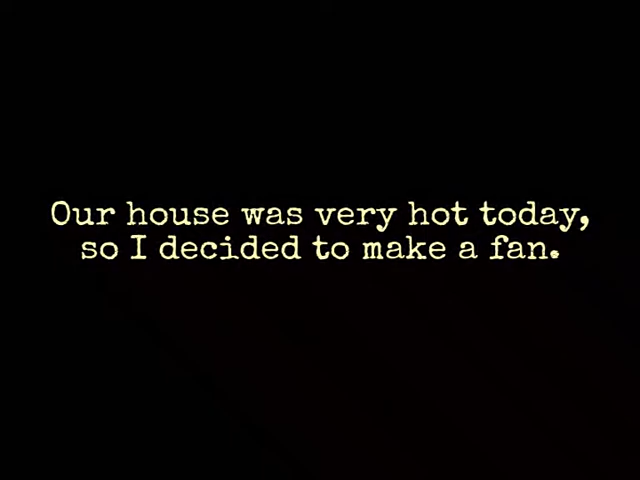 Our house was very hot today,
so I decided to make a fan.